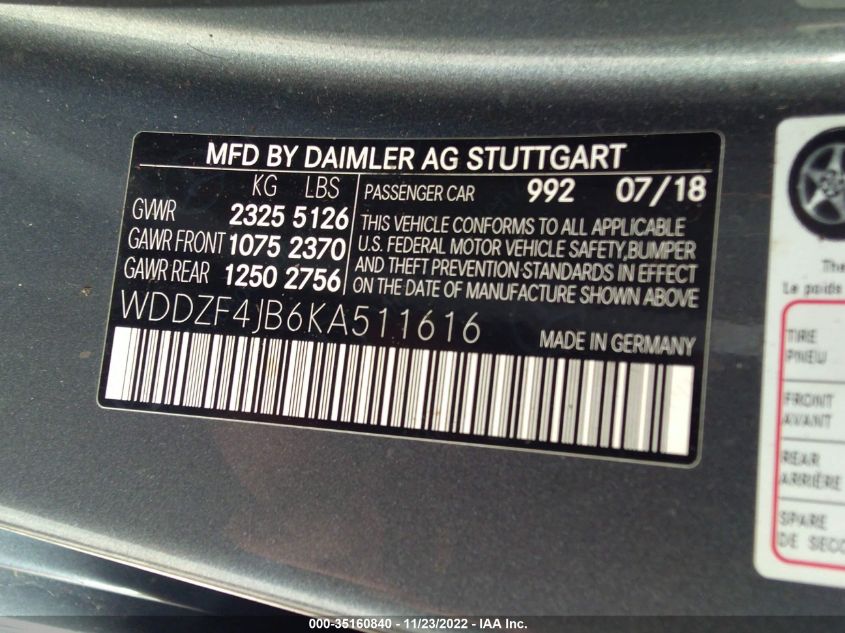 MFD BY DAIMLER AG STUTTGART
KG LBS
GVWR 2325 5126
GAWR FRONT 1075 2370
GAWR REAR 1250 2756
PASSENGER CAR 992 07/18
THIS VEHICLE CONFORMS TO ALL APPLICABLE
U.S. FEDERAL MOTOR VEHICLE SAFETY,BUMPER
AND THEFT PREVENTION-STANDARDS IN EFFECT
ON THE DATE OF MANUFACTURE SHOWN ABOVE
WDDZF4JB6KA511616
MADE IN GERMANY
The
Le poids
TIRE
PNEU
FRONT
AVANT
REAR
ARRIÈRE
SPARE
DE SECO
000-35160840 - 11/23/2022 - IAA Inc.